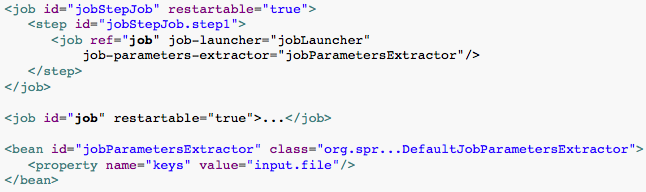 <job id="jobStepJob" restartable="true">
<step id="jobStepJob.step1">
<job ref="job" job-launcher="jobLauncher"
job-parameters-extractor="jobParametersExtractor"/>
</step>
</job>
<job id="job" restartable="true">...</job>
<bean id="jobParametersExtractor" class="org.spr...DefaultJobParametersExtractor">
<property name="keys" value="input.file"/>
</bean>